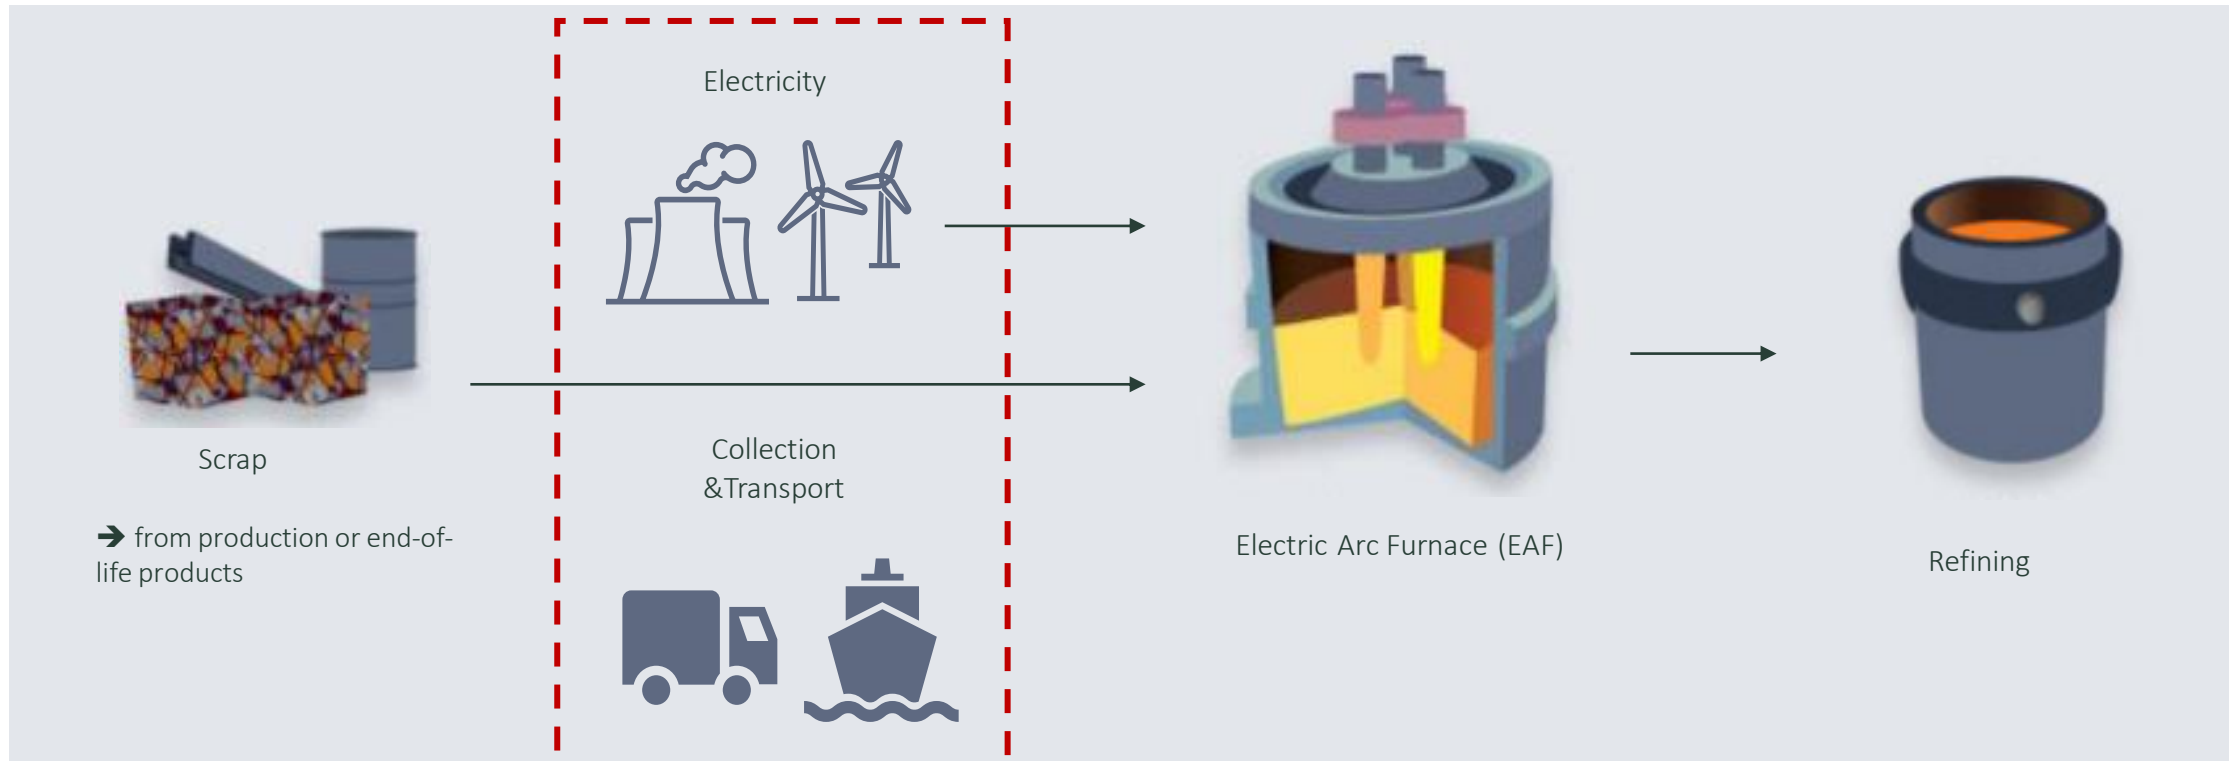 Electricity
Scrap
➔ from production or end-of-
life products
Collection
&Transport
Electric Arc Furnace (EAF)
Refining